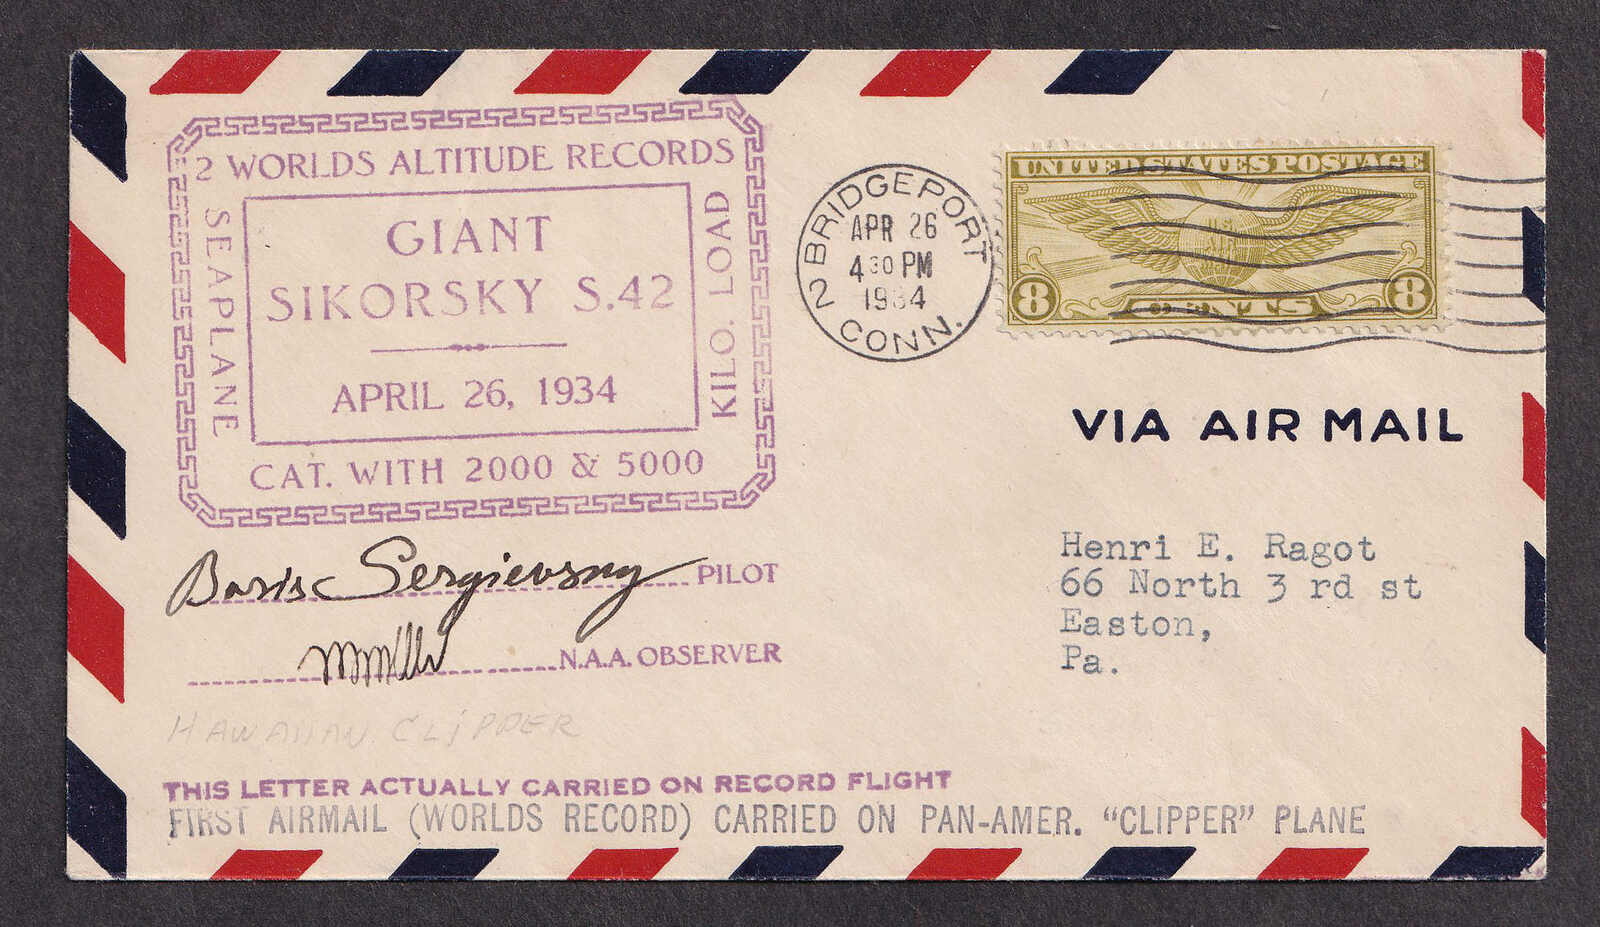 2 WORLDS ALTITUDE RECORDS
SEAPLANE
GIANT
SIKORSKY S.42
APRIL 26, 1934
KILO. LOAD
CAT. WITH 2000 & 5000
Boris Sergievsky PILOT
N.A.A. OBSERVER
HAWAIIAN CLIPPER
THIS LETTER ACTUALLY CARRIED ON RECORD FLIGHT
FIRST AIRMAIL (WORLDS RECORD) CARRIED ON PAN-AMER. "CLIPPER" PLANE
BRIDGEPORT
2
APR 26
4 30 PM
1934
CONN.
UNITED STATES POSTAGE
U.S.
8 CENTS 8
VIA AIR MAIL
Henri E. Ragot
66 North 3 rd st
Easton,
Pa.